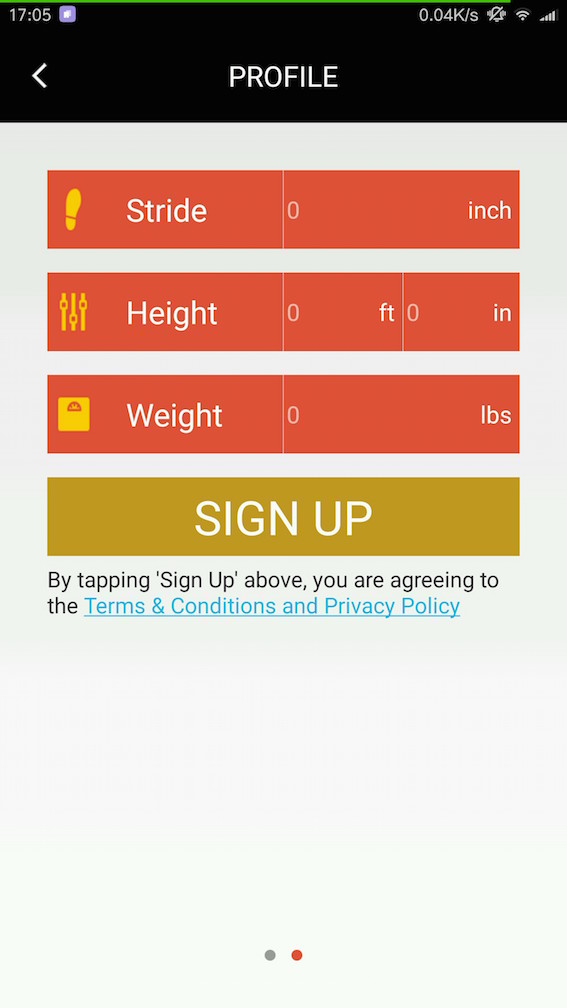 17:05 0.04K/s
PROFILE
Stride 0 inch
Height 0 ft 0 in
Weight 0 lbs
SIGN UP
By tapping 'Sign Up' above, you are agreeing to
the Terms & Conditions and Privacy Policy